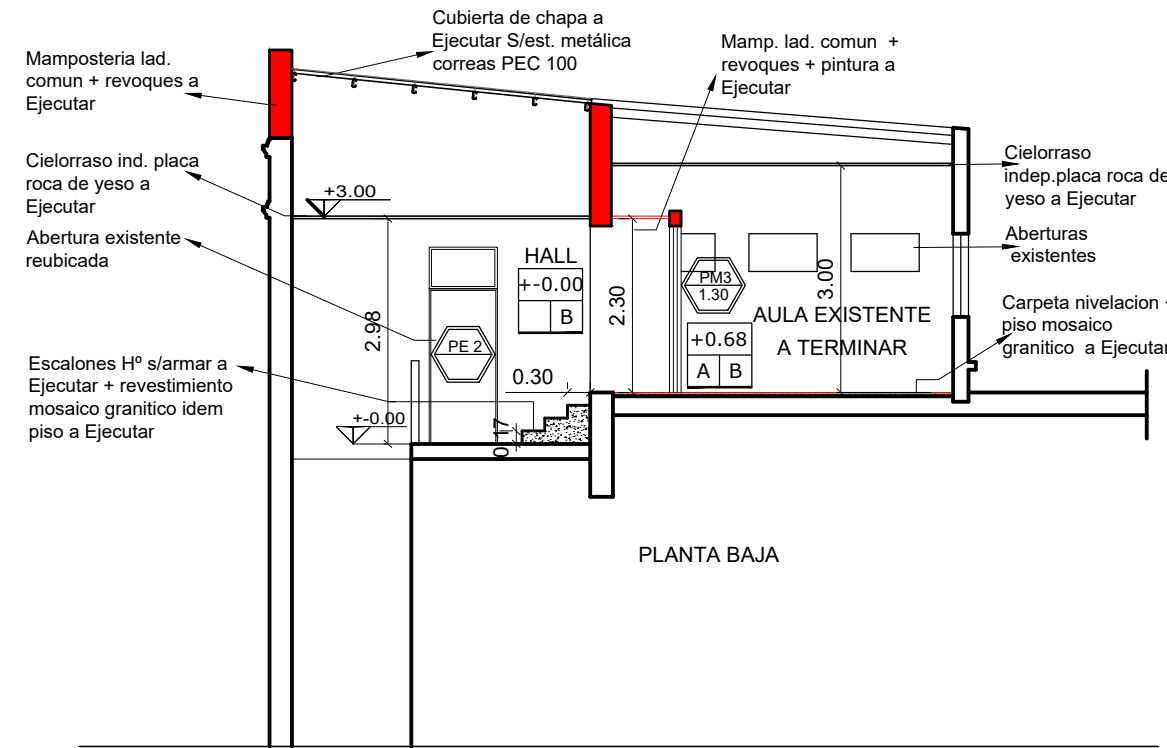 Cubierta de chapa a
Ejecutar S/est. metálica
correas PEC 100
Mamp. lad. comun +
revoques + pintura a
Ejecutar
Mamposteria lad.
comun + revoques a
Ejecutar
Cielorraso ind. placa
roca de yeso a
Ejecutar
+3.00
Cielorraso
indep.placa roca de
yeso a Ejecutar
Abertura existente
reubicada
HALL
+-0.00
B
Aberturas
existentes
PM3
1.30
2.98
2.30
3.00
AULA EXISTENTE
A TERMINAR
+0.68
A B
PE 2
Carpeta nivelacion +
piso mosaico
granitico a Ejecutar
Escalones Hº s/armar a
Ejecutar + revestimiento
mosaico granitico idem
piso a Ejecutar
0.30
+-0.00
0.17
PLANTA BAJA